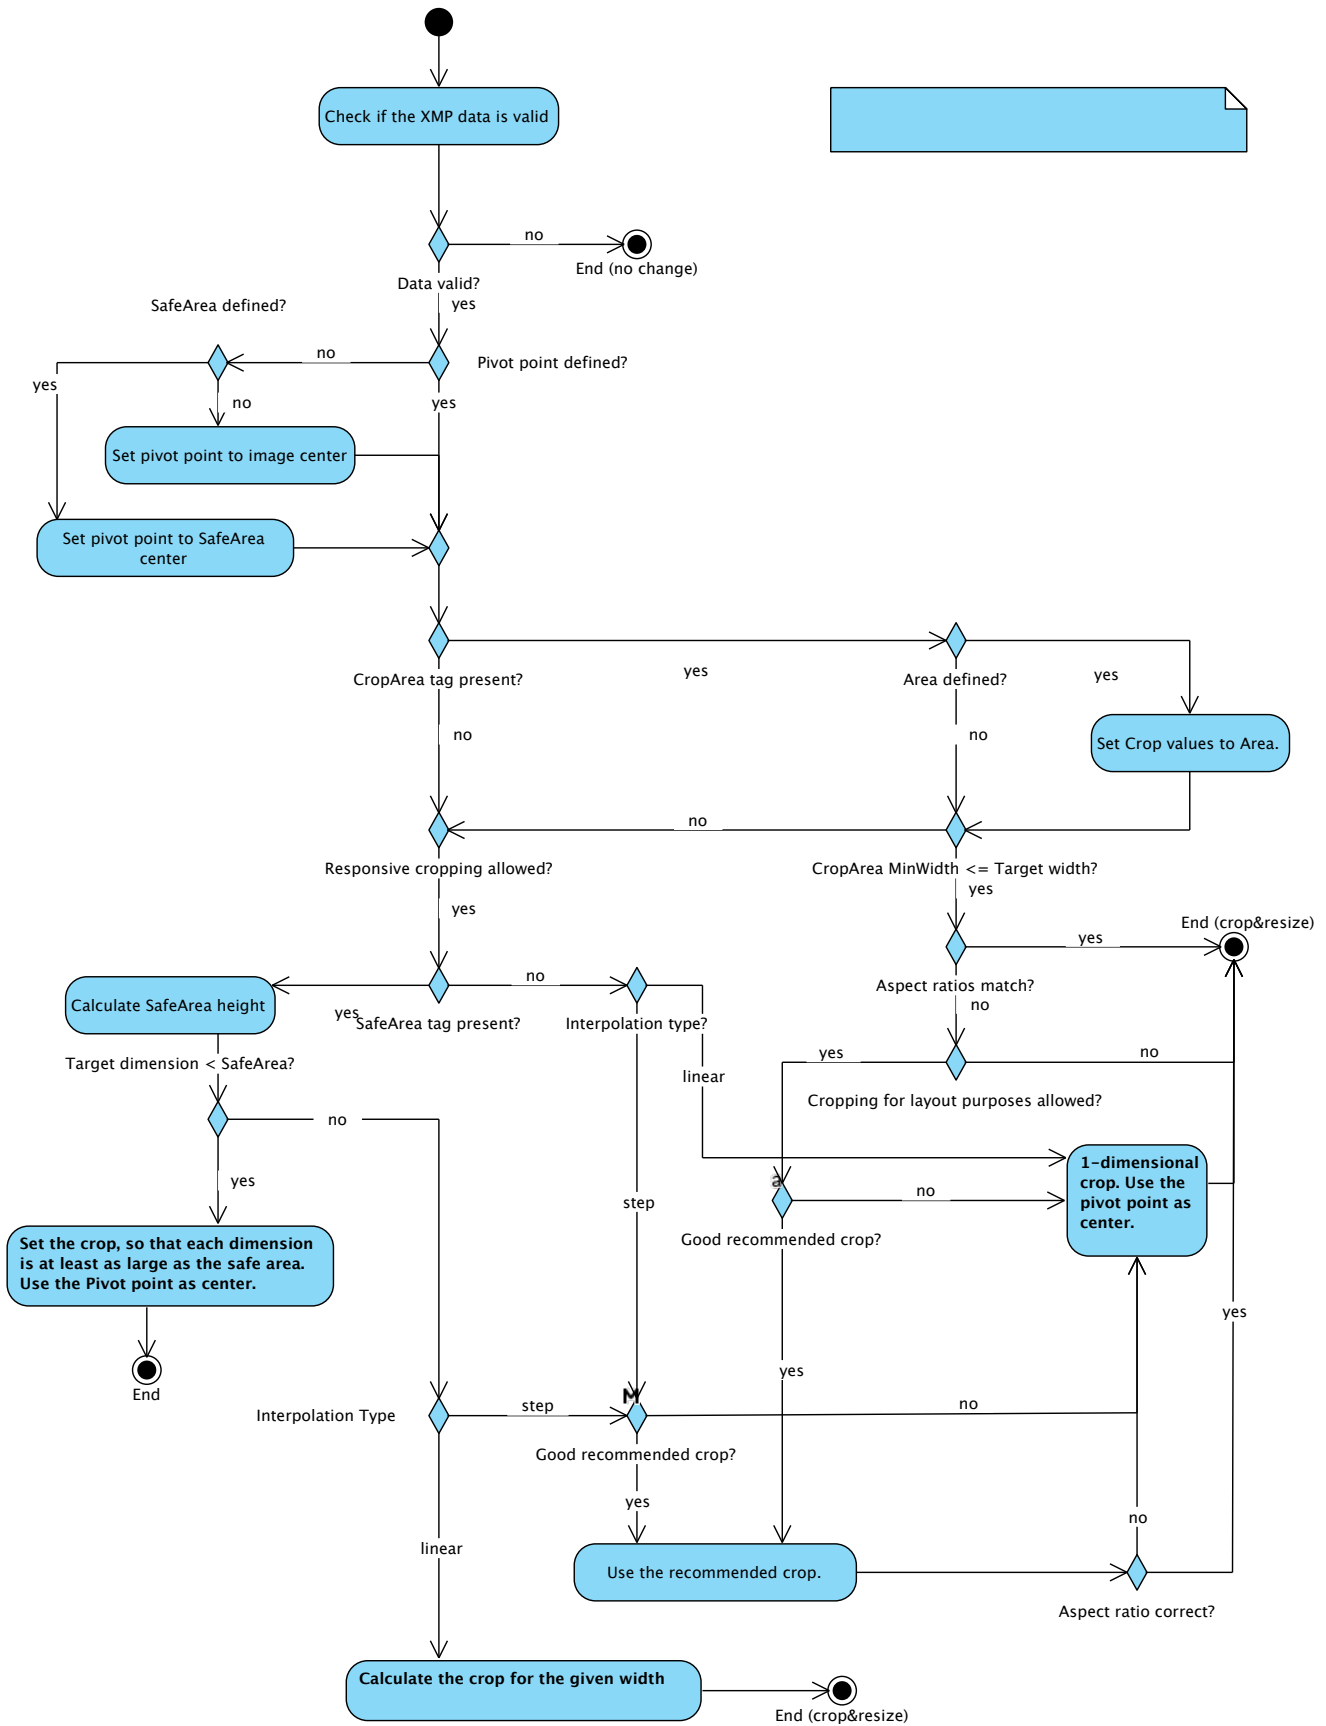 Check if the XMP data is valid
no
End (no change)
Data valid?
yes
SafeArea defined?
no
Pivot point defined?
yes
no
yes
Set pivot point to image center
Set pivot point to SafeArea
center
yes
yes
CropArea tag present?
Area defined?
no
no
Set Crop values to Area.
no
Responsive cropping allowed?
CropArea MinWidth <= Target width?
yes
yes
End (crop&resize)
yes
no
Aspect ratios match?
no
Calculate SafeArea height
yes
SafeArea tag present?
Interpolation type?
yes
no
Target dimension < SafeArea?
linear
Cropping for layout purposes allowed?
no
1-dimensional
crop. Use the
pivot point as
center.
yes
a
no
step
Good recommended crop?
Set the crop, so that each dimension
is at least as large as the safe area.
Use the Pivot point as center.
yes
yes
End
M
Interpolation Type
step
no
Good recommended crop?
yes
no
linear
Use the recommended crop.
Aspect ratio correct?
Calculate the crop for the given width
End (crop&resize)